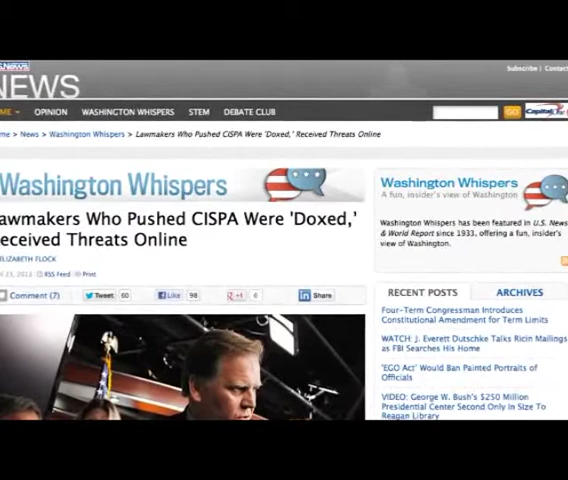 NEWS
NEWS
Subscribe | Contact
ME OPINION WASHINGTON WHISPERS STEM DEBATE CLUB GO Capital One
me > News > Washington Whispers > Lawmakers Who Pushed CISPA Were 'Doxed,' Received Threats Online
Washington Whispers
awmakers Who Pushed CISPA Were 'Doxed,'
eceived Threats Online
ELIZABETH FLOCK
RSS Feed Print
Comment (7) Tweet 60 Like 98 +1 6 Share
Washington Whispers
A fun, insider's view of Washington
Washington Whispers has been featured in U.S. News
& World Report since 1933, offering a fun, insider's
view of Washington.
RECENT POSTS ARCHIVES
Four-Term Congressman Introduces
Constitutional Amendment for Term Limits
WATCH: J. Everett Dutschke Talks Ricin Mailings
as FBI Searches His Home
'EGO Act' Would Ban Painted Portraits of
Officials
VIDEO: George W. Bush's $250 Million
Presidential Center Second Only In Size To
Reagan Library